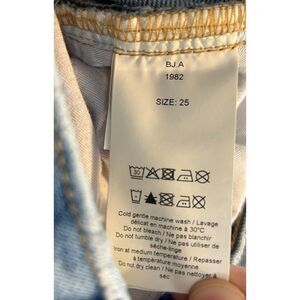 BJ.A
1982
SIZE: 25
30
Cold gentle machine wash / Lavage
délicat en machine à 30°C
Do not bleach / Ne pas blanchir
Do not tumble dry / Ne pas utiliser de
sèche-linge
Iron at medium temperature / Repasser
à température moyenne
Do not dry clean / Ne pas nettoyer à
sec